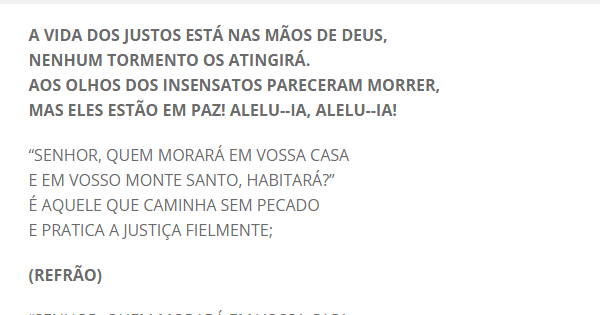 A VIDA DOS JUSTOS ESTÁ NAS MÃOS DE DEUS,
NENHUM TORMENTO OS ATINGIRÁ.
AOS OLHOS DOS INSENSATOS PARECERAM MORRER,
MAS ELES ESTÃO EM PAZ! ALELU--IA, ALELU--IA!
“SENHOR, QUEM MORARÁ EM VOSSA CASA
E EM VOSSO MONTE SANTO, HABITARÁ?”
É AQUELE QUE CAMINHA SEM PECADO
E PRATICA A JUSTIÇA FIELMENTE;
(REFRÃO)